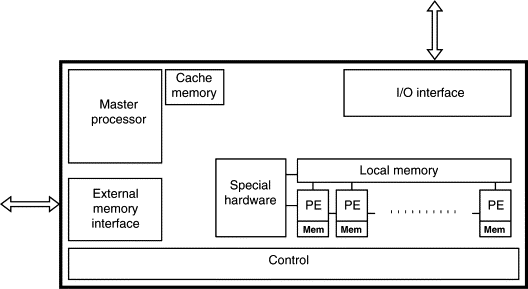 Master
processor
Cache
memory
I/O interface
External
memory
interface
Special
hardware
Local memory
PE
Mem
PE
Mem
PE
Mem
Control